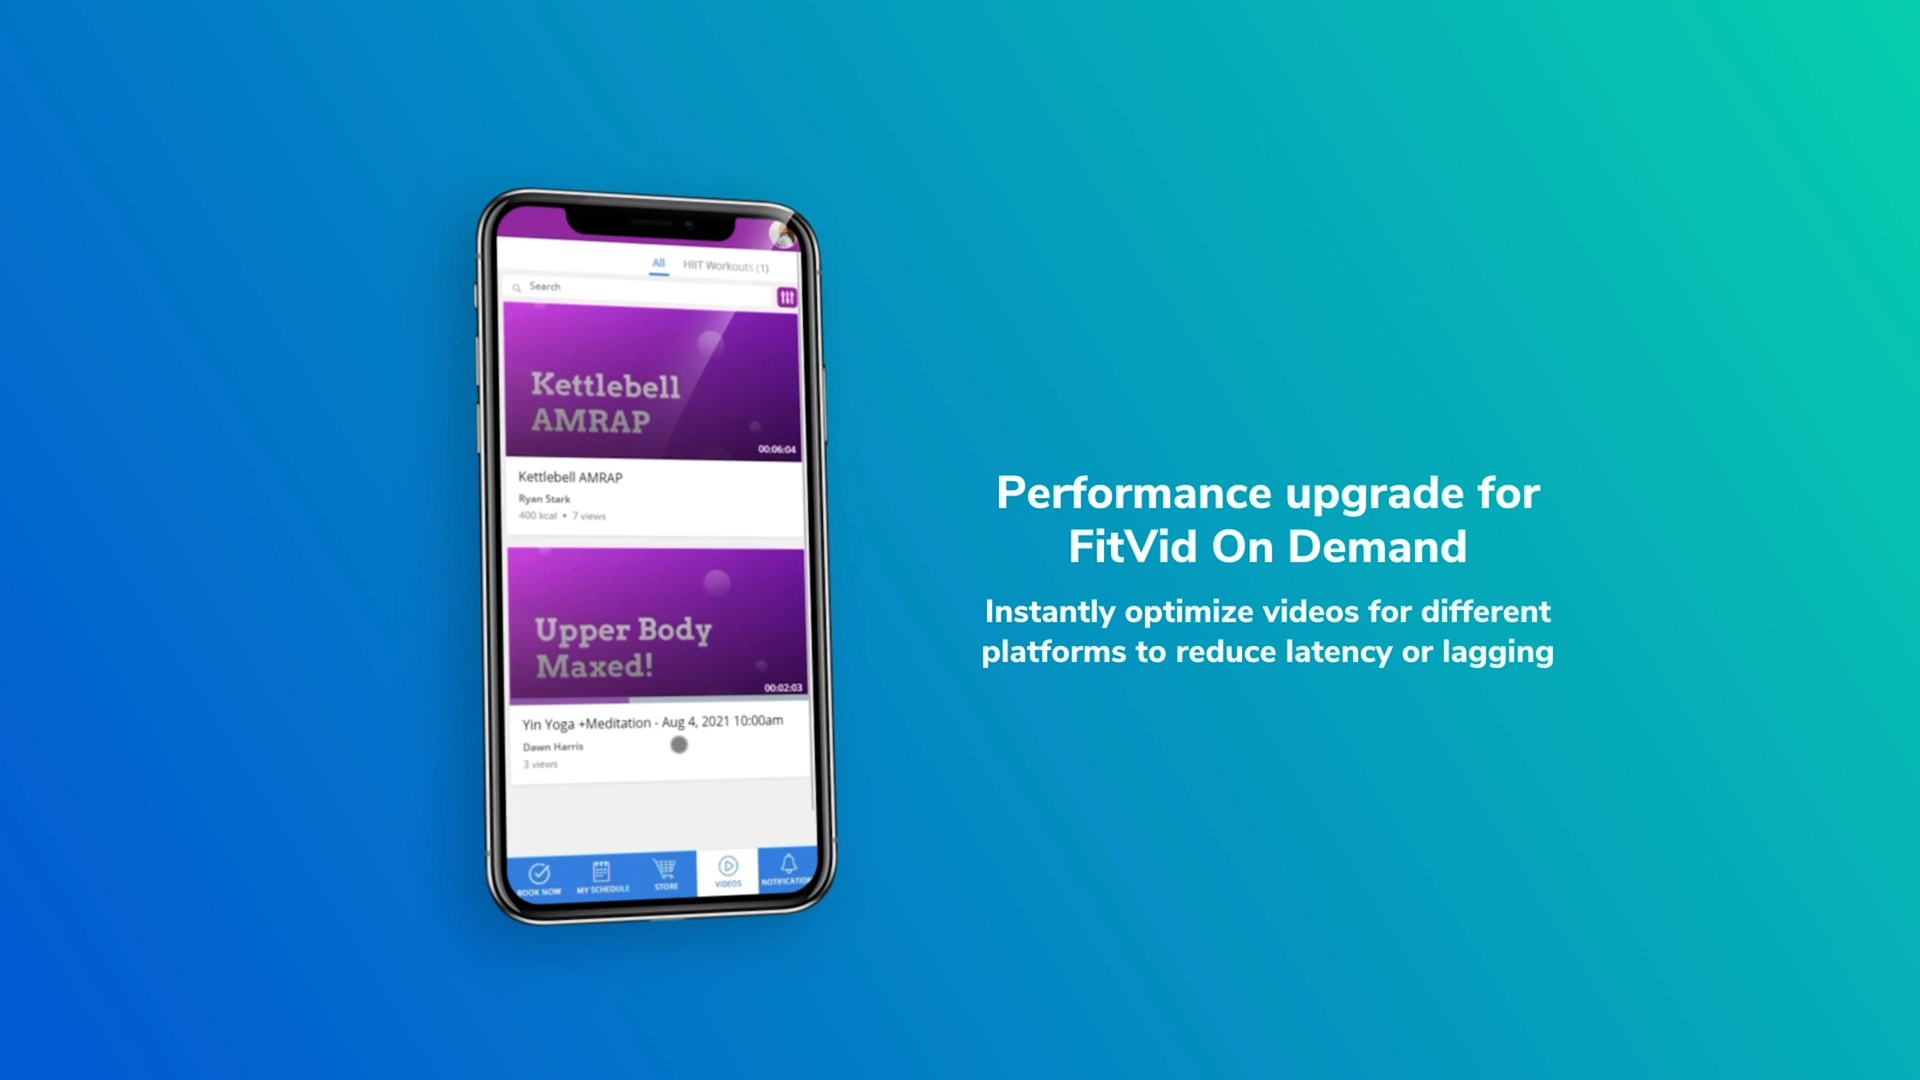 All HIIT Workouts (1)
Search
Kettlebell
AMRAP
00:06:04
Kettlebell AMRAP
Ryan Stark
400 kcal • 7 views
Upper Body
Maxed!
00:02:03
Yin Yoga +Meditation - Aug 4, 2021 10:00am
Dawn Harris
3 views
BOOK NOW MY SCHEDULE STORE VIDEOS NOTIFICATION
Performance upgrade for
FitVid On Demand
Instantly optimize videos for different
platforms to reduce latency or lagging